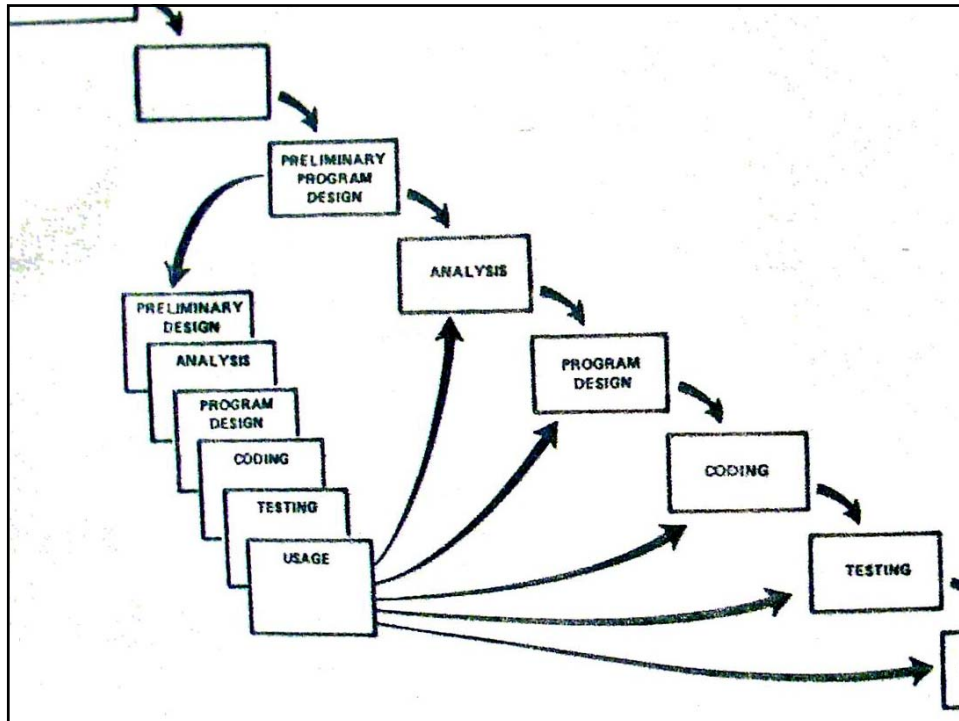 PRELIMINARY
PROGRAM
DESIGN
ANALYSIS
PROGRAM
DESIGN
CODING
TESTING
PRELIMINARY
DESIGN
ANALYSIS
PROGRAM
DESIGN
CODING
TESTING
USAGE